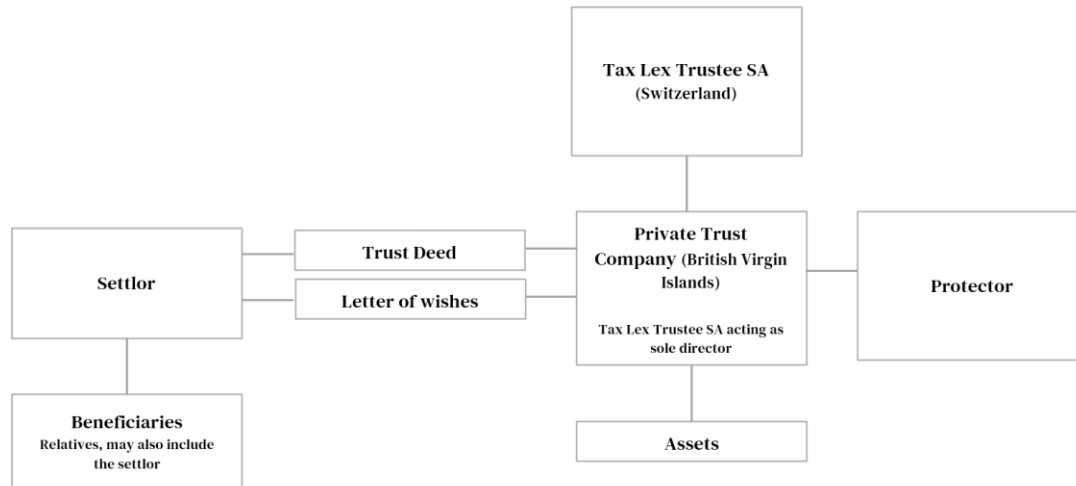 Tax Lex Trustee SA
(Switzerland)
Private Trust
Company (British Virgin
Islands)
Tax Lex Trustee SA acting as
sole director
Trust Deed
Letter of wishes
Settlor
Protector
Beneficiaries
Relatives, may also include
the settlor
Assets